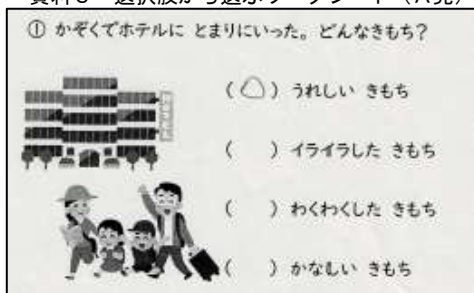 資料3 選択肢から選ぶワークシート(A児)
① かぞくでホテルに とまりにいった。どんなきもち?
(○) うれしい きもち
(  ) イライラした きもち
(  ) わくわくした きもち
(  ) かなしい きもち